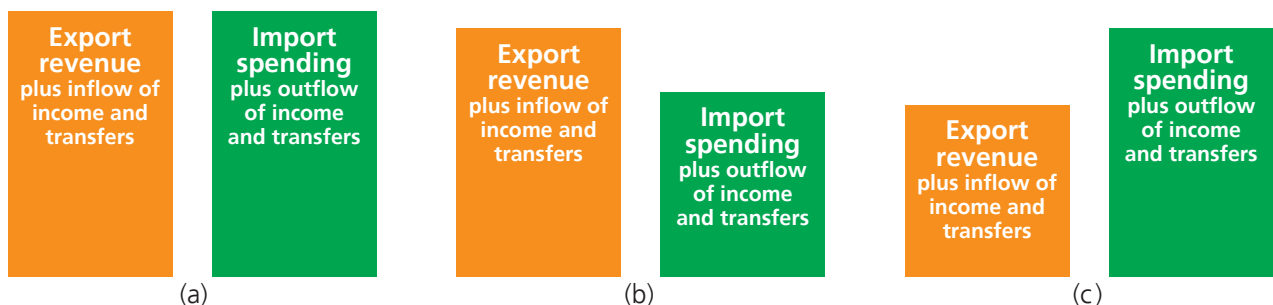 Export
revenue
plus inflow of
income and
transfers
Import
spending
plus outflow
of income
and transfers
(a)
Export
revenue
plus inflow of
income and
transfers
Import
spending
plus outflow
of income
and transfers
(b)
Export
revenue
plus inflow of
income and
transfers
Import
spending
plus outflow
of income
and transfers
(c)